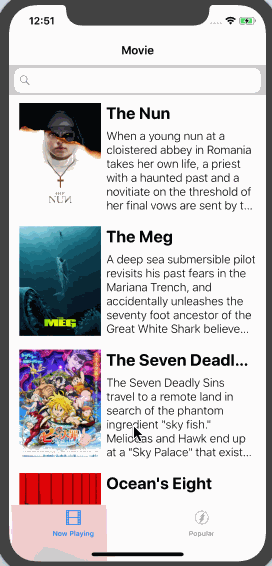 12:51
Movie
The Nun
When a young nun at a
cloistered abbey in Romania
takes her own life, a priest
with a haunted past and a
novitiate on the threshold of
her final vows are sent by t...
THE NUN
The Meg
A deep sea submersible pilot
revisits his past fears in the
Mariana Trench, and
accidentally unleashes the
seventy foot ancestor of the
Great White Shark believe...
THE MEG
The Seven Deadl...
The Seven Deadly Sins
travel to a remote land in
search of the phantom
ingredient "sky fish."
Meliodas and Hawk end up
at a "Sky Palace" that exist...
Ocean's Eight
Now Playing
Popular